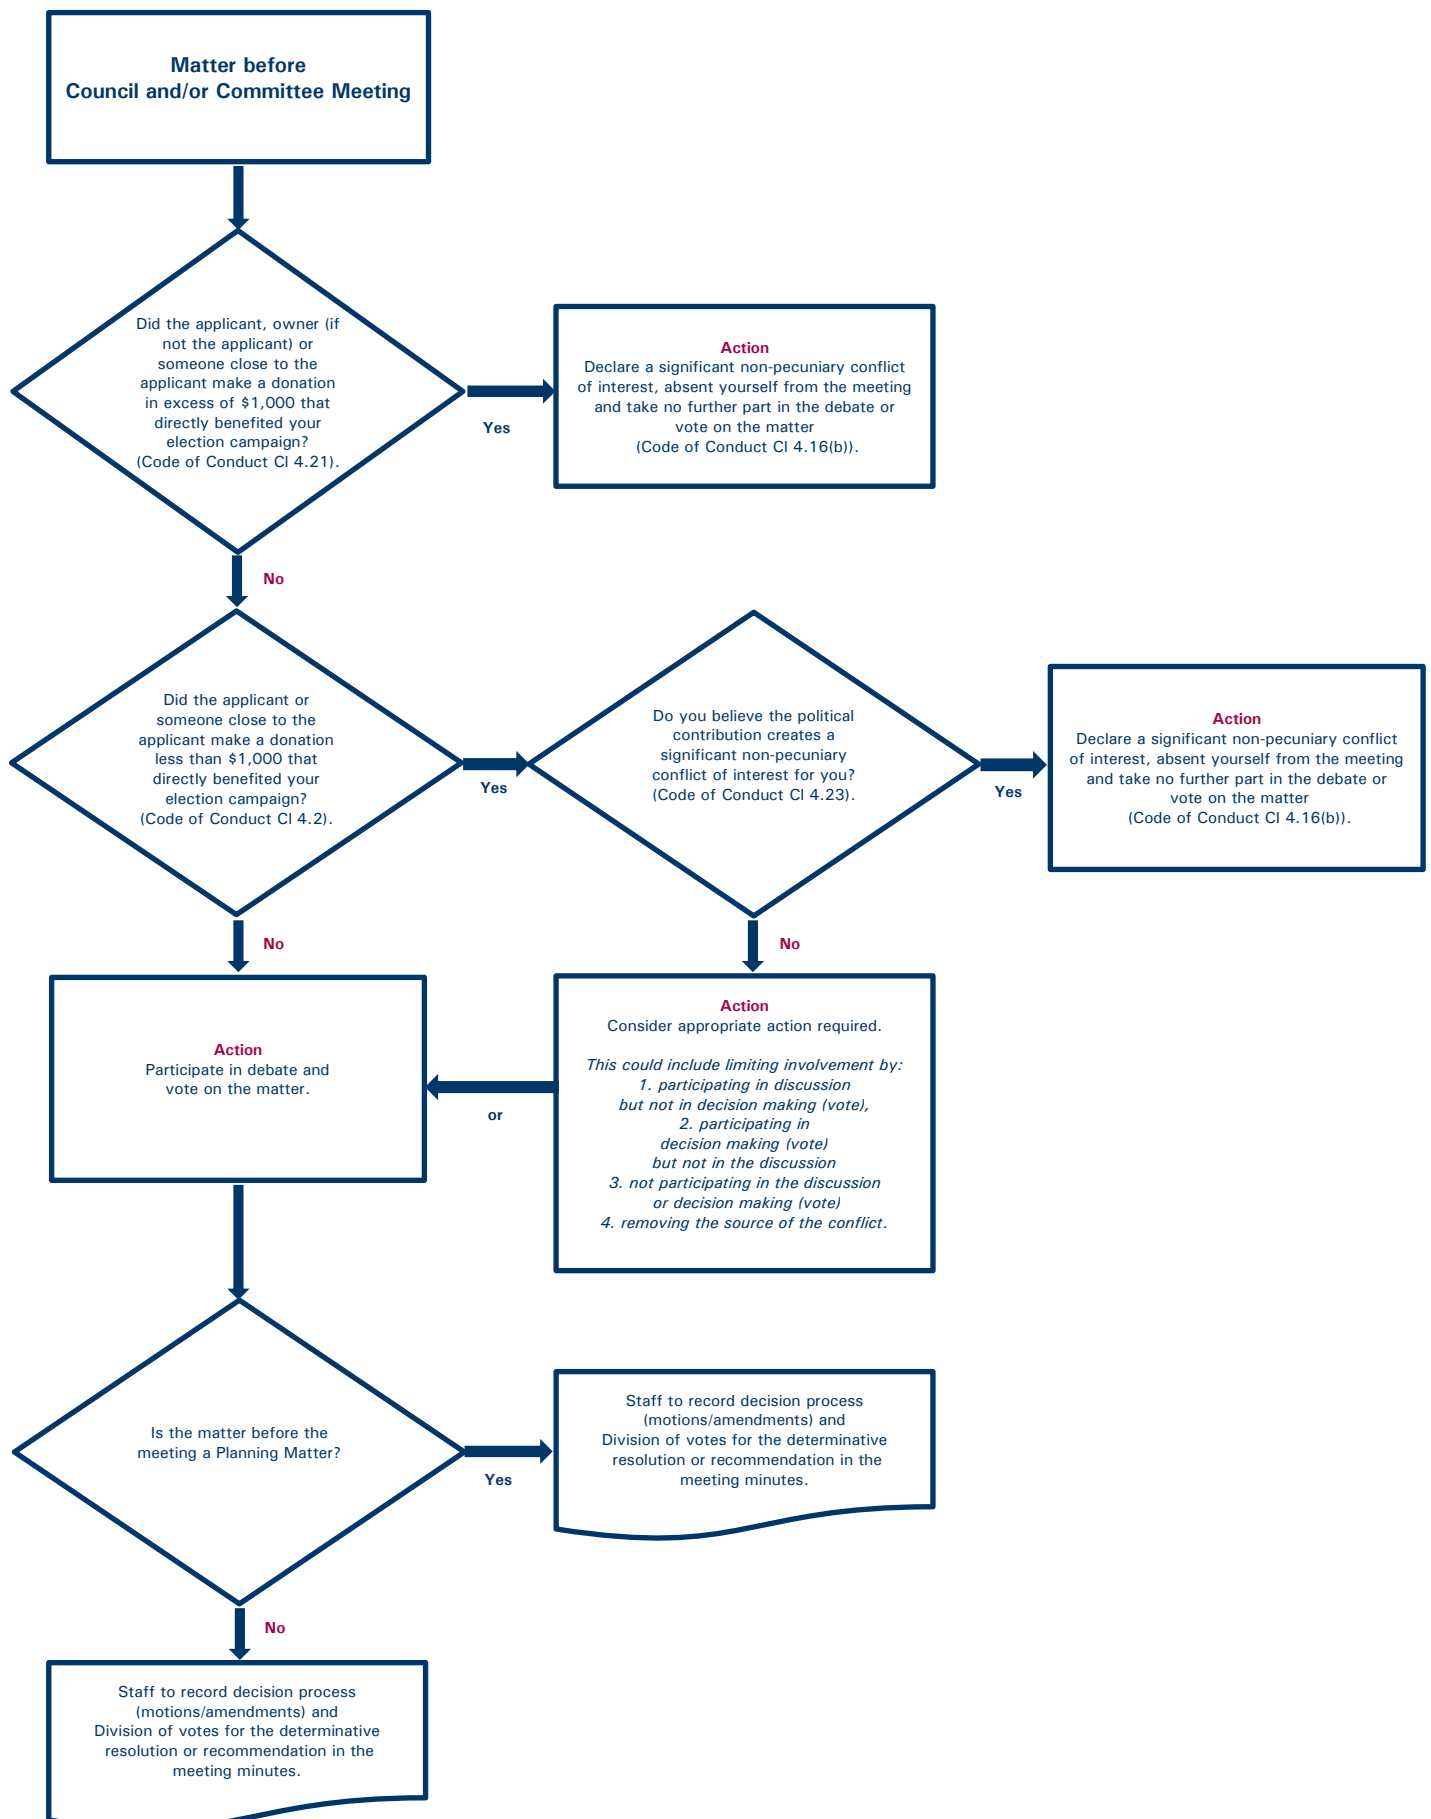 Matter before
Council and/or Committee Meeting
Did the applicant, owner (if
not the applicant) or
someone close to the
applicant make a donation
in excess of $1,000 that
directly benefited your
election campaign?
(Code of Conduct Cl 4.21).
Yes
Action
Declare a significant non-pecuniary conflict
of interest, absent yourself from the meeting
and take no further part in the debate or
vote on the matter
(Code of Conduct Cl 4.16(b)).
No
Did the applicant or
someone close to the
applicant make a donation
less than $1,000 that
directly benefited your
election campaign?
(Code of Conduct Cl 4.2).
Yes
Do you believe the political
contribution creates a
significant non-pecuniary
conflict of interest for you?
(Code of Conduct Cl 4.23).
Yes
Action
Declare a significant non-pecuniary conflict
of interest, absent yourself from the meeting
and take no further part in the debate or
vote on the matter
(Code of Conduct Cl 4.16(b)).
No
No
Action
Participate in debate and
vote on the matter.
or
Action
Consider appropriate action required.
This could include limiting involvement by:
1. participating in discussion
but not in decision making (vote),
2. participating in
decision making (vote)
but not in the discussion
3. not participating in the discussion
or decision making (vote)
4. removing the source of the conflict.
Is the matter before the
meeting a Planning Matter?
Yes
Staff to record decision process
(motions/amendments) and
Division of votes for the determinative
resolution or recommendation in the
meeting minutes.
No
Staff to record decision process
(motions/amendments) and
Division of votes for the determinative
resolution or recommendation in the
meeting minutes.